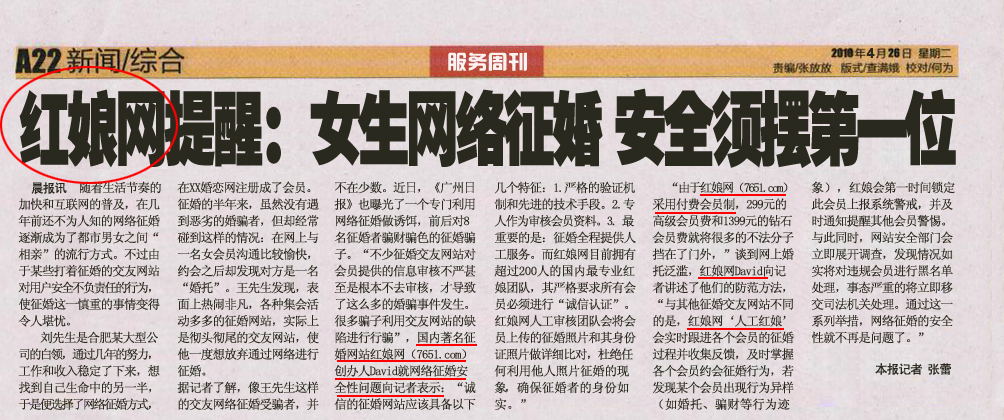 A22 新闻/综合
服务周刊
2010年4月26日 星期二
责编/张放放 版式/查满娥 校对/何为
红娘网提醒：女生网络征婚 安全须摆第一位
晨报讯 随着生活节奏的
加快和互联网的普及，在几
年前还不为人知的网络征婚
逐渐成为了都市男女之间“
相亲”的流行方式。不过由
于某些打着征婚的交友网站
对用户安全不负责任的行为，
使征婚这一慎重的事情变得
令人堪忧。
刘先生是合肥某大型公
司的白领，通过几年的努力，
工作和收入稳定了下来，想
找到自己生命中的另一半，
于是便选择了网络征婚方式，
在XX婚恋网注册成了会员。
征婚的半年来，虽然没有遇
到恶劣的婚骗者，但却经常
碰到这样的情况：在网上与
一名女会员沟通比较愉快，
约会之后却发现对方是一名
“婚托”。王先生发现，表
面上热闹非凡，各种集会活
动多多的征婚网站，实际上
是彻头彻尾的交友网站，使
他一度想放弃通过网络进行
征婚。
据记者了解，像王先生这样
的交友网络征婚受骗者，并
不在少数。近日，《广州日
报》也曝光了一个专门利用
网络征婚做诱饵，前后对8
名征婚者骗财骗色的征婚骗
子。“不少征婚交友网站对
会员提供的信息审核不严甚
至是根本不去审核，才导致
了这么多的婚骗事件发生。
很多骗子利用交友网站的缺
陷进行行骗”，国内著名征
婚网站红娘网（7651.com）
创办人David就网络征婚安
全性问题向记者表示：“诚
信的征婚网站应该具备以下
几个特征：1.严格的验证机
制和先进的技术手段。2.专
人作为审核会员资料。3.最
重要的是：征婚全程提供人
工服务。而红娘网目前拥有
超过200人的国内最专业红
娘团队，其严格要求所有会
员必须进行“诚信认证”。
红娘网人工审核团队会将会
员上传的征婚照片和其身份
证照片做详细比对，杜绝任
何利用他人照片征婚的现
象，确保征婚者的身份如
实。”
“由于红娘网（7651.com）
采用付费会员制，299元的
高级会员费和1399元的钻石
会员费就将很多的不法分子
挡在了门外，”谈到网上婚
托泛滥，红娘网David向记
者讲述了他们的防范方法，
“与其他征婚交友网站不同
的是，红娘网‘人工红娘’
会实时跟进各个会员的征婚
过程并收集反馈，及时掌握
各个会员约会征婚行为，若
发现某个会员出现行为异样
（如婚托、骗财等行为迹
象），红娘会第一时间锁定
此会员上报系统警戒，并及
时通知提醒其他会员警惕。
与此同时，网站安全部门会
立即展开调查，发现情况如
实将对违规会员进行黑名单
处理，事态严重的将立即移
交司法机关处理。通过这一
系列举措，网络征婚的安全
性就不再是问题了。”
本报记者 张蕾